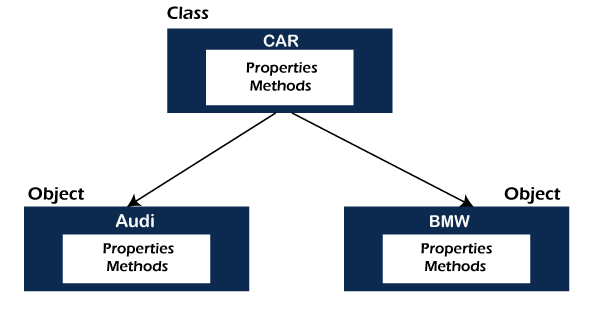 Class
CAR
Properties
Methods
Object
Object
Audi
BMW
Properties
Methods
Properties
Methods